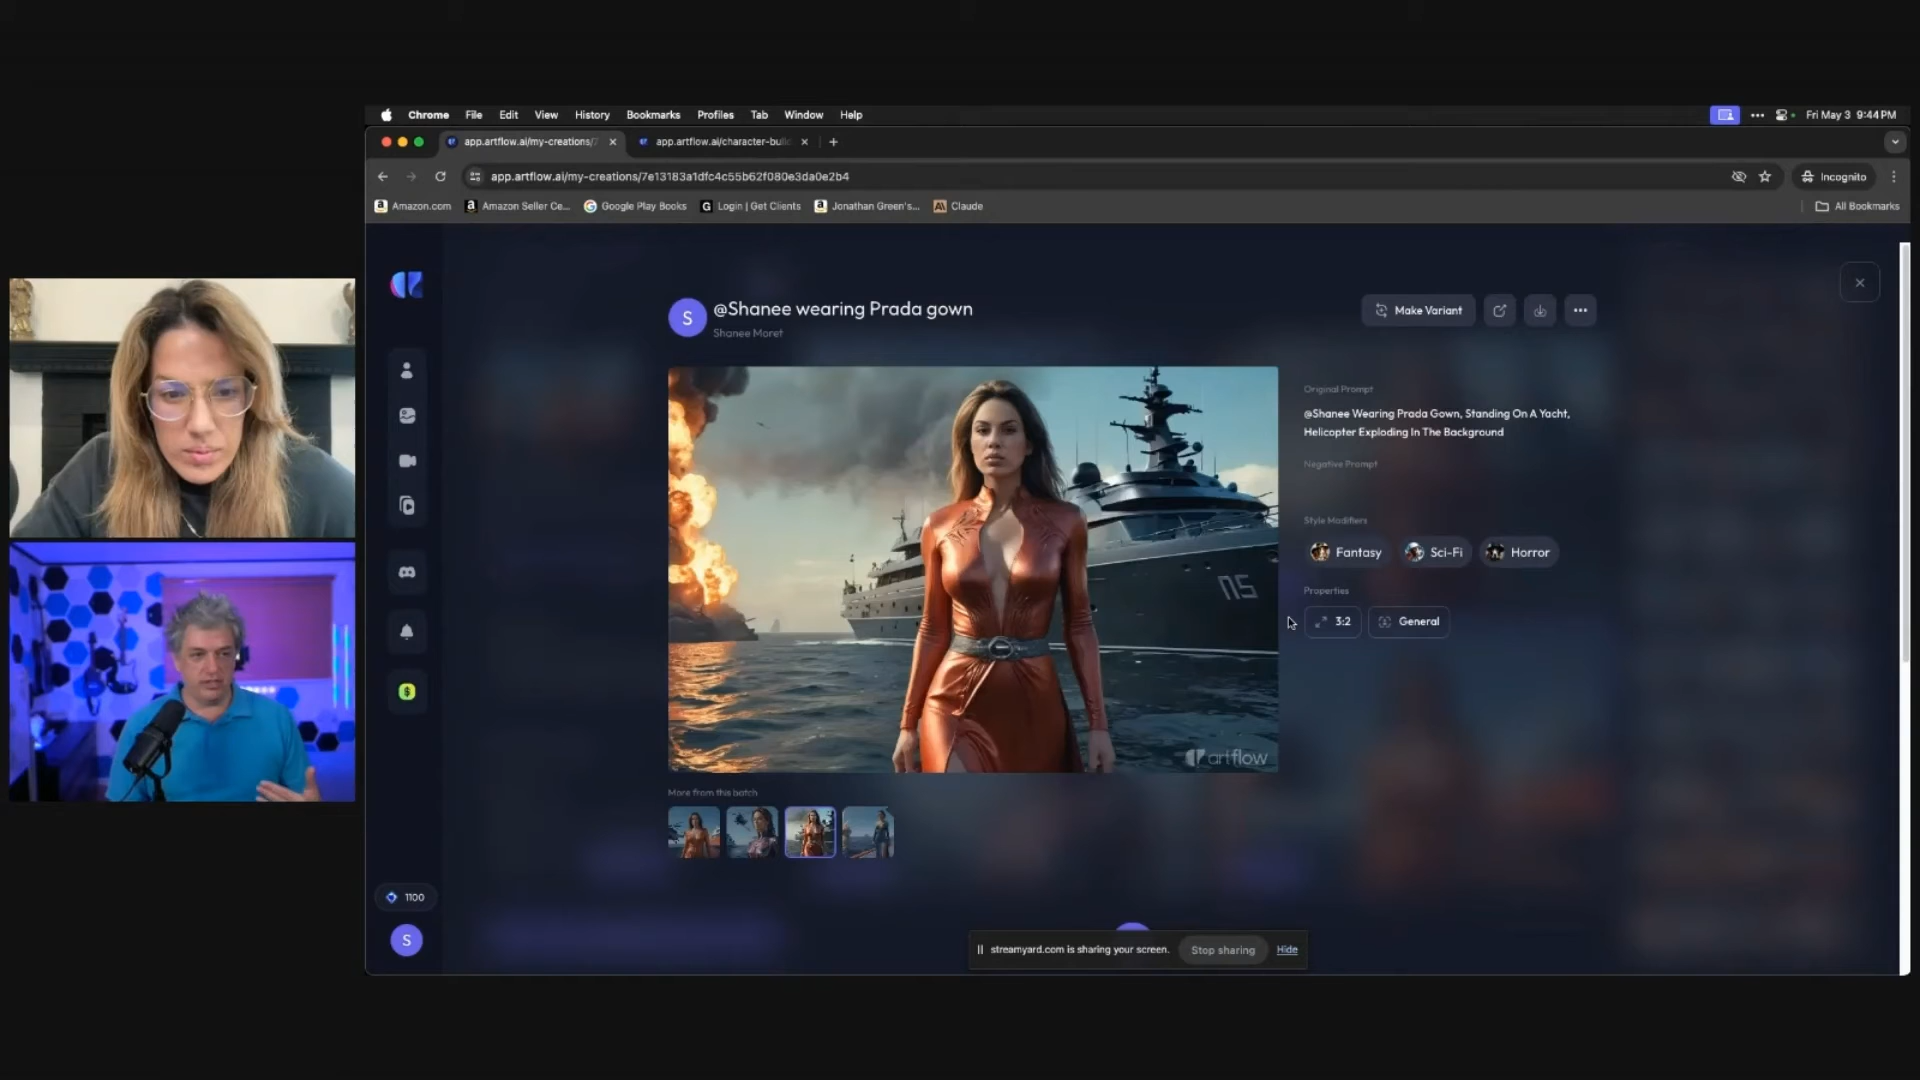 Chrome File Edit View History Bookmarks Profiles Tab Window Help
Fri May 3 9:44 PM
app.artflow.ai/my-creations/7
app.artflow.ai/character-buil
app.artflow.ai/my-creations/7e13183a1dfc4c55b62f080e3da0e2b4
Incognito
Amazon.com
Amazon Seller Ce...
Google Play Books
Login | Get Clients
Jonathan Green's...
Claude
All Bookmarks
S
@Shanee wearing Prada gown
Shanee Moret
Make Variant
Original Prompt
@Shanee Wearing Prada Gown, Standing On A Yacht,
Helicopter Exploding In The Background
Negative Prompt
Style Modifiers
Fantasy
Sci-Fi
Horror
Properties
3:2
General
artflow
More from this batch
1100
S
streamyard.com is sharing your screen.
Stop sharing
Hide